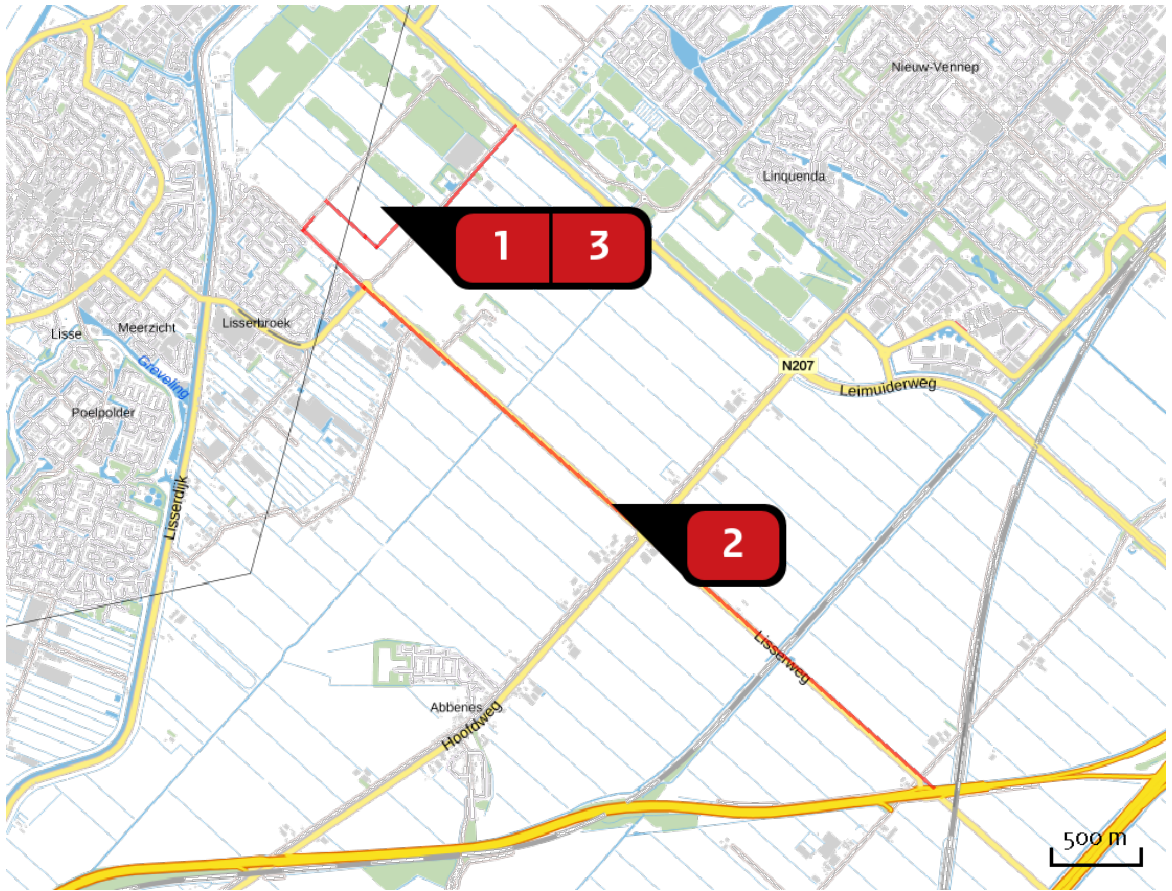 Nieuw-Vennep
Linquenda
1 3
Lisserbroek
Meerzicht
Lisse
Greveling
N207
Leimuiderweg
Poelpolder
Lisserdijk
2
Lisserweg
Abbenes
Hoofdweg
500 m